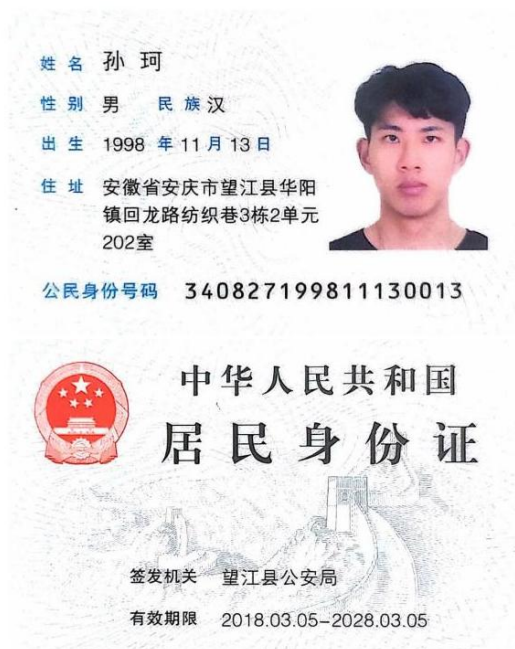 姓名 孙珂
性别 男 民族 汉
出生 1998 年 11 月 13 日
住址 安徽省安庆市望江县华阳
镇回龙路纺织巷3栋2单元
202室
公民身份号码 340827199811130013
中华人民共和国
居民身份证
签发机关 望江县公安局
有效期限 2018.03.05-2028.03.05